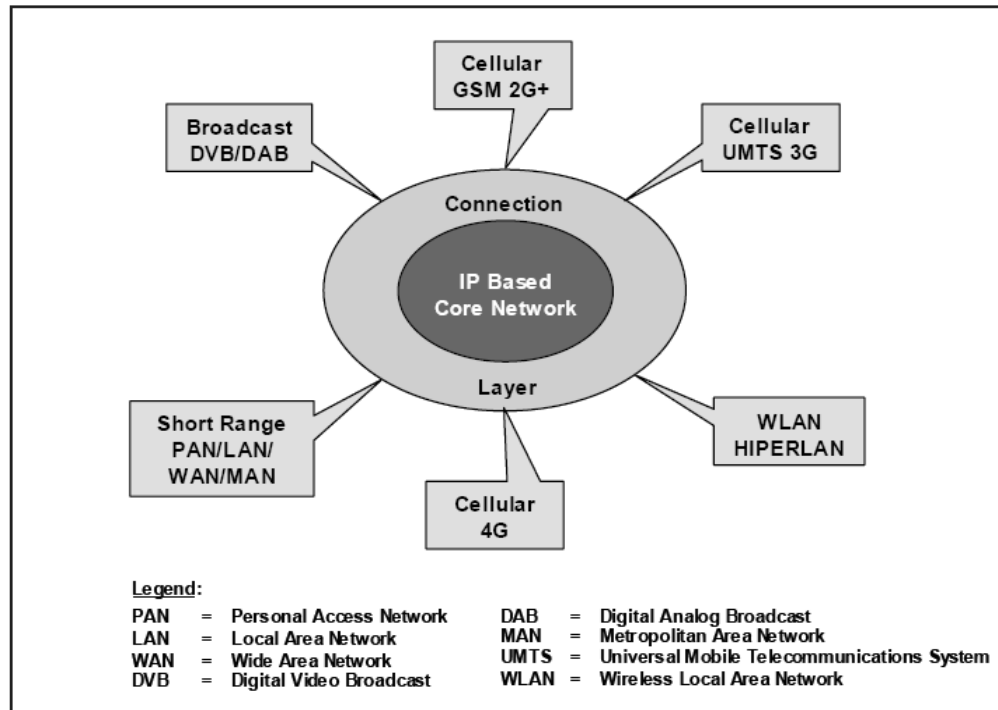 Cellular
GSM 2G+
Broadcast
DVB/DAB
Cellular
UMTS 3G
Connection
IP Based
Core Network
Layer
Short Range
PAN/LAN/
WAN/MAN
Cellular
4G
WLAN
HIPERLAN
Legend:
PAN = Personal Access Network
LAN = Local Area Network
WAN = Wide Area Network
DVB = Digital Video Broadcast
DAB = Digital Analog Broadcast
MAN = Metropolitan Area Network
UMTS = Universal Mobile Telecommunications System
WLAN = Wireless Local Area Network